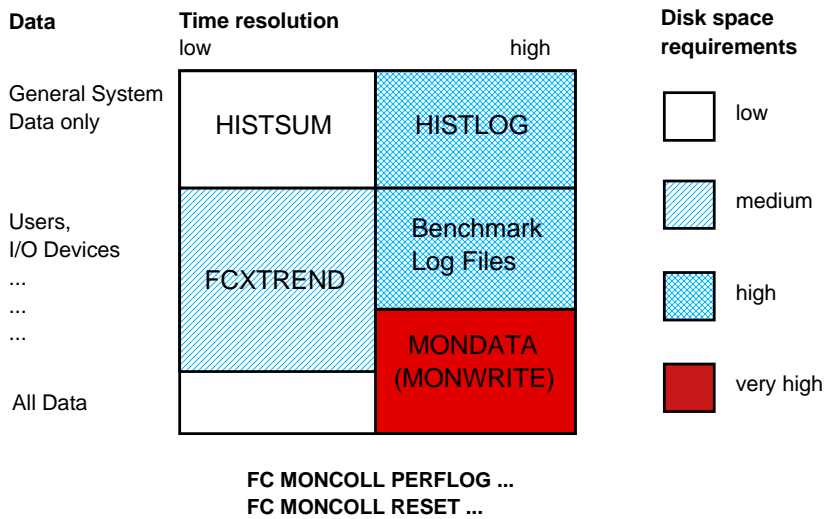 Data
Time resolution
low
high
Disk space
requirements
General System
Data only
HISTSUM
HISTLOG
low
medium
Users,
I/O Devices
...
...
...
FCXTREND
Benchmark
Log Files
high
MONDATA
(MONWRITE)
very high
All Data
FC MONCOLL PERFLOG ...
FC MONCOLL RESET ...